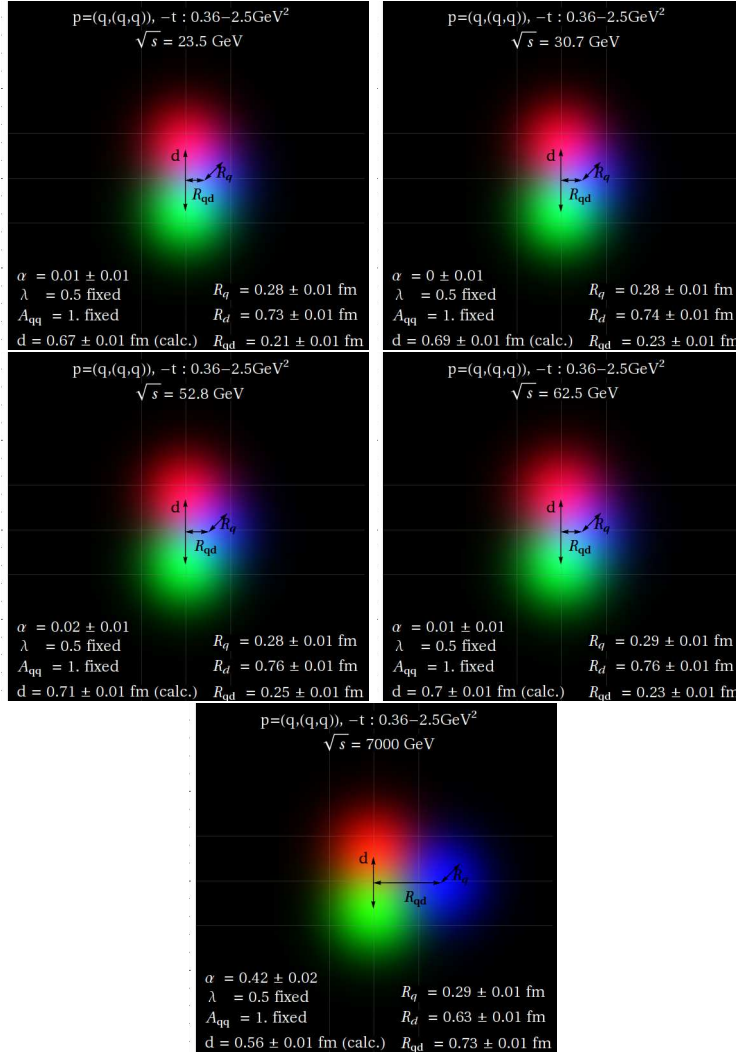 p=(q,(q,q)), −t : 0.36−2.5GeV²
√s = 23.5 GeV
d
R_q
R_qd
α = 0.01 ± 0.01
λ = 0.5 fixed
A_qq = 1. fixed
d = 0.67 ± 0.01 fm (calc.)
R_q = 0.28 ± 0.01 fm
R_d = 0.73 ± 0.01 fm
R_qd = 0.21 ± 0.01 fm
p=(q,(q,q)), −t : 0.36−2.5GeV²
√s = 30.7 GeV
d
R_q
R_qd
α = 0 ± 0.01
λ = 0.5 fixed
A_qq = 1. fixed
d = 0.69 ± 0.01 fm (calc.)
R_q = 0.28 ± 0.01 fm
R_d = 0.74 ± 0.01 fm
R_qd = 0.23 ± 0.01 fm
p=(q,(q,q)), −t : 0.36−2.5GeV²
√s = 52.8 GeV
d
R_q
R_qd
α = 0.02 ± 0.01
λ = 0.5 fixed
A_qq = 1. fixed
d = 0.71 ± 0.01 fm (calc.)
R_q = 0.28 ± 0.01 fm
R_d = 0.76 ± 0.01 fm
R_qd = 0.25 ± 0.01 fm
p=(q,(q,q)), −t : 0.36−2.5GeV²
√s = 62.5 GeV
d
R_q
R_qd
α = 0.01 ± 0.01
λ = 0.5 fixed
A_qq = 1. fixed
d = 0.7 ± 0.01 fm (calc.)
R_q = 0.29 ± 0.01 fm
R_d = 0.76 ± 0.01 fm
R_qd = 0.23 ± 0.01 fm
p=(q,(q,q)), −t : 0.36−2.5GeV²
√s = 7000 GeV
d
R_q
R_qd
α = 0.42 ± 0.02
λ = 0.5 fixed
A_qq = 1. fixed
d = 0.56 ± 0.01 fm (calc.)
R_q = 0.29 ± 0.01 fm
R_d = 0.63 ± 0.01 fm
R_qd = 0.73 ± 0.01 fm